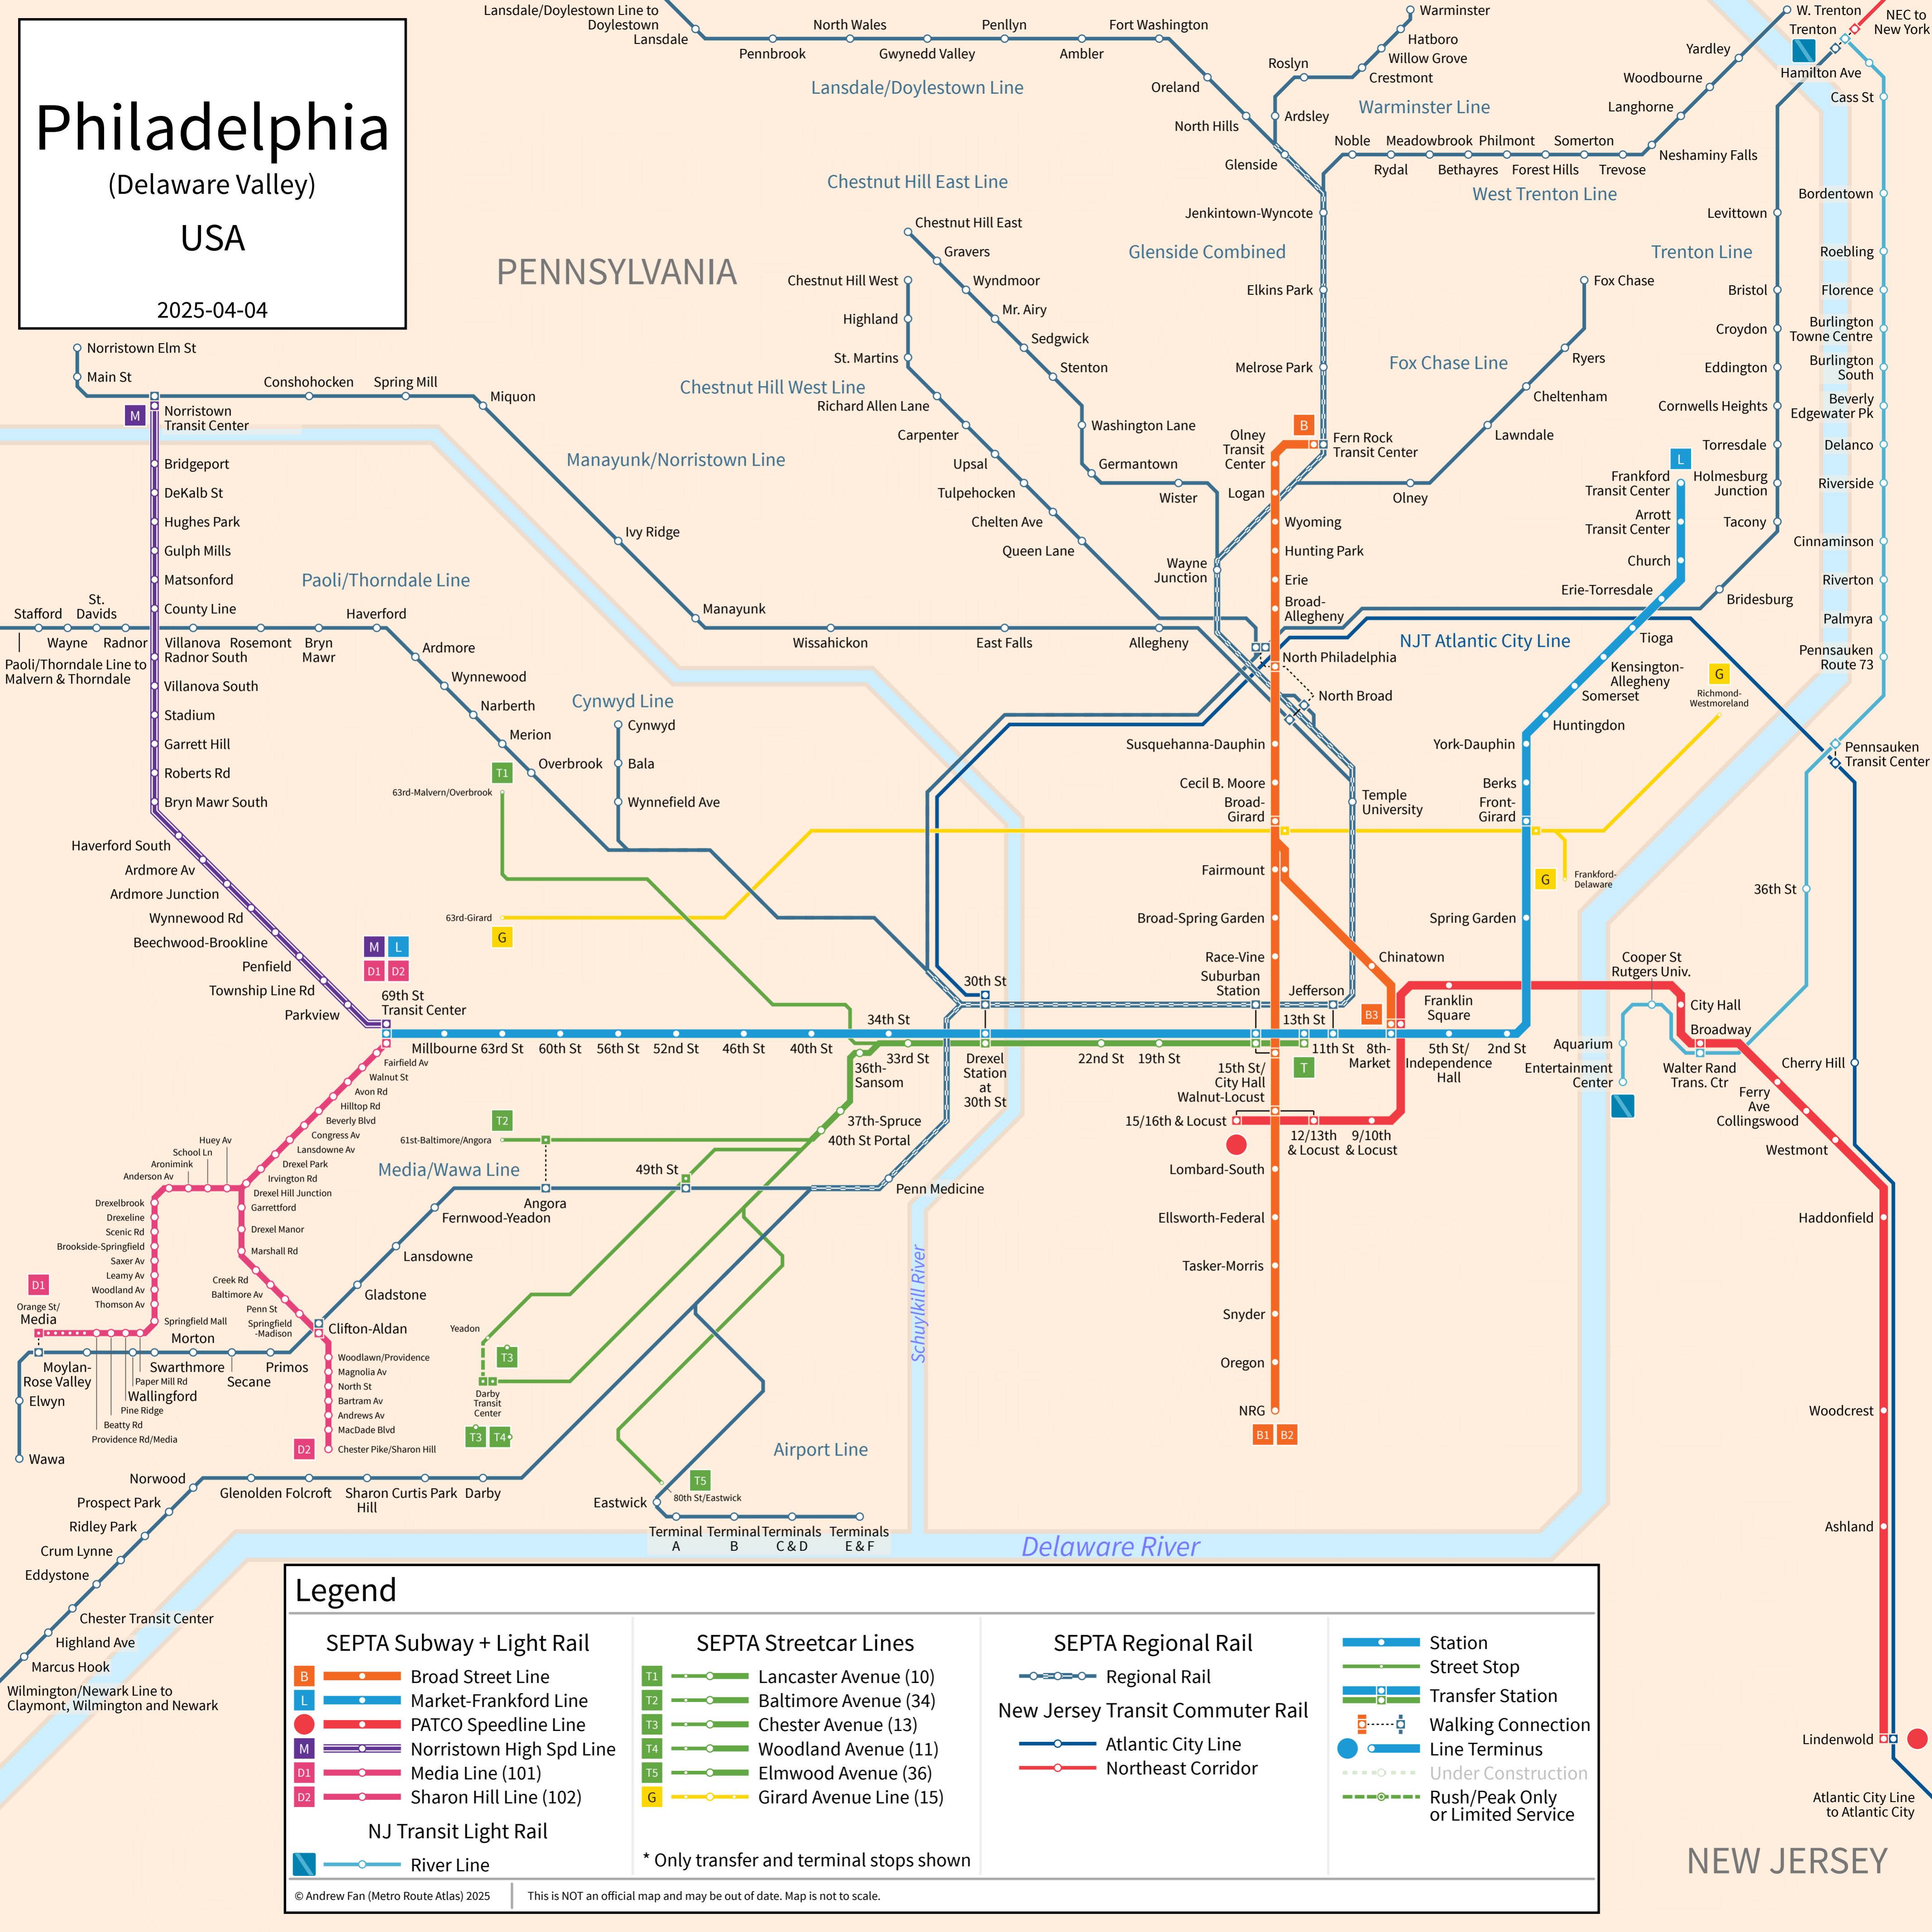 Philadelphia
(Delaware Valley)
USA
2025-04-04
Lansdale/Doylestown Line to
Doylestown
Lansdale
Pennbrook
North Wales
Gwynedd Valley
Penllyn
Ambler
Fort Washington
Oreland
North Hills
Glenside
Lansdale/Doylestown Line
Warminster
Hatboro
Willow Grove
Crestmont
Roslyn
Ardsley
Warminster Line
Noble
Rydal
Meadowbrook
Bethayres
Philmont
Forest Hills
Somerton
Trevose
Neshaminy Falls
Langhorne
Woodbourne
Yardley
W. Trenton
West Trenton Line
Trenton
NEC to
New York
Hamilton Ave
Cass St
Bordentown
Roebling
Florence
Burlington
Towne Centre
Burlington
South
Beverly
Edgewater Pk
Delanco
Riverside
Cinnaminson
Riverton
Palmyra
Pennsauken
Route 73
Pennsauken
Transit Center
36th St
Trenton Line
Levittown
Bristol
Croydon
Eddington
Cornwells Heights
Torresdale
Holmesburg
Junction
Tacony
Bridesburg
PENNSYLVANIA
Chestnut Hill East Line
Chestnut Hill East
Gravers
Wyndmoor
Mr. Airy
Sedgwick
Stenton
Washington Lane
Germantown
Wister
Wayne
Junction
Chestnut Hill West Line
Chestnut Hill West
Highland
St. Martins
Richard Allen Lane
Carpenter
Upsal
Tulpehocken
Chelten Ave
Queen Lane
Glenside Combined
Jenkintown-Wyncote
Elkins Park
Melrose Park
Fern Rock
Transit Center
Fox Chase Line
Fox Chase
Ryers
Cheltenham
Lawndale
Olney
B
Olney
Transit
Center
Logan
Wyoming
Hunting Park
Erie
Broad-
Allegheny
North Philadelphia
North Broad
Susquehanna-Dauphin
Cecil B. Moore
Broad-
Girard
Fairmount
Broad-Spring Garden
Race-Vine
Temple
University
Chinatown
L
Frankford
Transit Center
Arrott
Transit Center
Church
Erie-Torresdale
Tioga
Kensington-
Allegheny
Somerset
Huntingdon
York-Dauphin
Berks
Front-
Girard
Spring Garden
NJT Atlantic City Line
G
Richmond-
Westmoreland
G
Frankford-
Delaware
Norristown Elm St
Main St
M
Norristown
Transit Center
Conshohocken
Spring Mill
Miquon
Ivy Ridge
Manayunk
Wissahickon
East Falls
Allegheny
Manayunk/Norristown Line
Bridgeport
DeKalb St
Hughes Park
Gulph Mills
Matsonford
County Line
Radnor South
Villanova South
Stadium
Garrett Hill
Roberts Rd
Bryn Mawr South
Haverford South
Ardmore Av
Ardmore Junction
Wynnewood Rd
Beechwood-Brookline
Penfield
Township Line Rd
Parkview
Paoli/Thorndale Line
Stafford
Wayne
St.
Davids
Radnor
Villanova
Rosemont
Bryn
Mawr
Haverford
Ardmore
Wynnewood
Narberth
Merion
Overbrook
Paoli/Thorndale Line to
Malvern & Thorndale
Cynwyd Line
Cynwyd
Bala
Wynnefield Ave
T1
63rd-Malvern/Overbrook
63rd-Girard
G
M L
D1 D2
69th St
Transit Center
Millbourne
63rd St
60th St
56th St
52nd St
46th St
40th St
34th St
33rd St
30th St
Drexel
Station
at
30th St
22nd St
19th St
Suburban
Station
Jefferson
13th St
15th St/
City Hall
Walnut-Locust
T
11th St
8th-
Market
B3
5th St/
Independence
Hall
2nd St
Franklin
Square
Cooper St
Rutgers Univ.
City Hall
Broadway
Walter Rand
Trans. Ctr
Aquarium
Entertainment
Center
Ferry
Ave
Collingswood
Westmont
Haddonfield
Woodcrest
Ashland
Lindenwold
Cherry Hill
Atlantic City Line
to Atlantic City
NEW JERSEY
15/16th & Locust
12/13th
& Locust
9/10th
& Locust
Lombard-South
Ellsworth-Federal
Tasker-Morris
Snyder
Oregon
NRG
B1 B2
36th-
Sansom
37th-Spruce
40th St Portal
T2
61st-Baltimore/Angora
49th St
Penn Medicine
Media/Wawa Line
Angora
Fernwood-Yeadon
Lansdowne
Gladstone
Clifton-Aldan
Primos
Secane
Morton
Swarthmore
Wallingford
Moylan-
Rose Valley
Elwyn
Wawa
Fairfield Av
Walnut St
Avon Rd
Hilltop Rd
Beverly Blvd
Congress Av
Lansdowne Av
Drexel Park
Irvington Rd
Drexel Hill Junction
Garrettford
Drexel Manor
Marshall Rd
Creek Rd
Baltimore Av
Penn St
Springfield
-Madison
Woodlawn/Providence
Magnolia Av
North St
Bartram Av
Andrews Av
MacDade Blvd
Chester Pike/Sharon Hill
D2
Huey Av
School Ln
Aronimink
Anderson Av
Drexelbrook
Drexeline
Scenic Rd
Brookside-Springfield
Saxer Av
Leamy Av
Woodland Av
Thomson Av
Springfield Mall
Paper Mill Rd
Pine Ridge
Beatty Rd
Providence Rd/Media
D1
Orange St/
Media
Yeadon
T3
Darby
Transit
Center
T3 T4
T5
80th St/Eastwick
Airport Line
Eastwick
Terminal
A
Terminal
B
Terminals
C & D
Terminals
E & F
Norwood
Glenolden
Folcroft
Sharon
Hill
Curtis Park
Darby
Prospect Park
Ridley Park
Crum Lynne
Eddystone
Chester Transit Center
Highland Ave
Marcus Hook
Wilmington/Newark Line to
Claymont, Wilmington and Newark
Schuylkill River
Delaware River
Legend
SEPTA Subway + Light Rail
B Broad Street Line
L Market-Frankford Line
PATCO Speedline Line
M Norristown High Spd Line
D1 Media Line (101)
D2 Sharon Hill Line (102)
NJ Transit Light Rail
River Line
SEPTA Streetcar Lines
T1 Lancaster Avenue (10)
T2 Baltimore Avenue (34)
T3 Chester Avenue (13)
T4 Woodland Avenue (11)
T5 Elmwood Avenue (36)
G Girard Avenue Line (15)
* Only transfer and terminal stops shown
SEPTA Regional Rail
Regional Rail
New Jersey Transit Commuter Rail
Atlantic City Line
Northeast Corridor
Station
Street Stop
Transfer Station
Walking Connection
Line Terminus
Under Construction
Rush/Peak Only
or Limited Service
© Andrew Fan (Metro Route Atlas) 2025
This is NOT an official map and may be out of date. Map is not to scale.